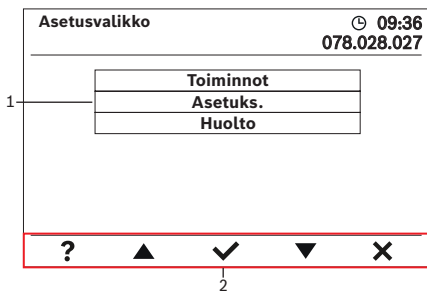 Asetusvalikko 09:36
078.028.027
Toiminnot
1 Asetuks.
Huolto
?
2